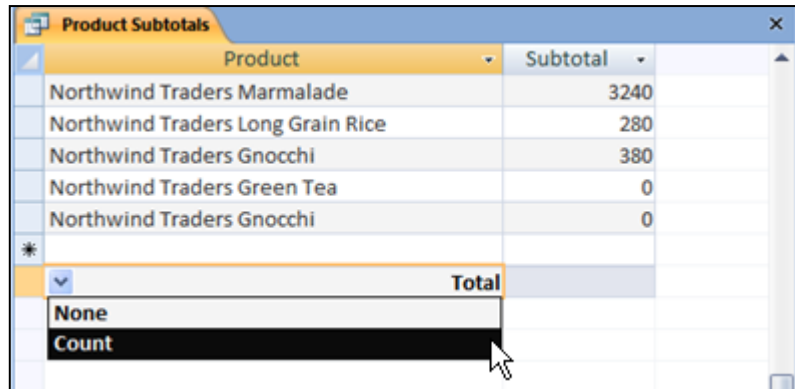 Product Subtotals
Product Subtotal
Northwind Traders Marmalade 3240
Northwind Traders Long Grain Rice 280
Northwind Traders Gnocchi 380
Northwind Traders Green Tea 0
Northwind Traders Gnocchi 0
Total
None
Count